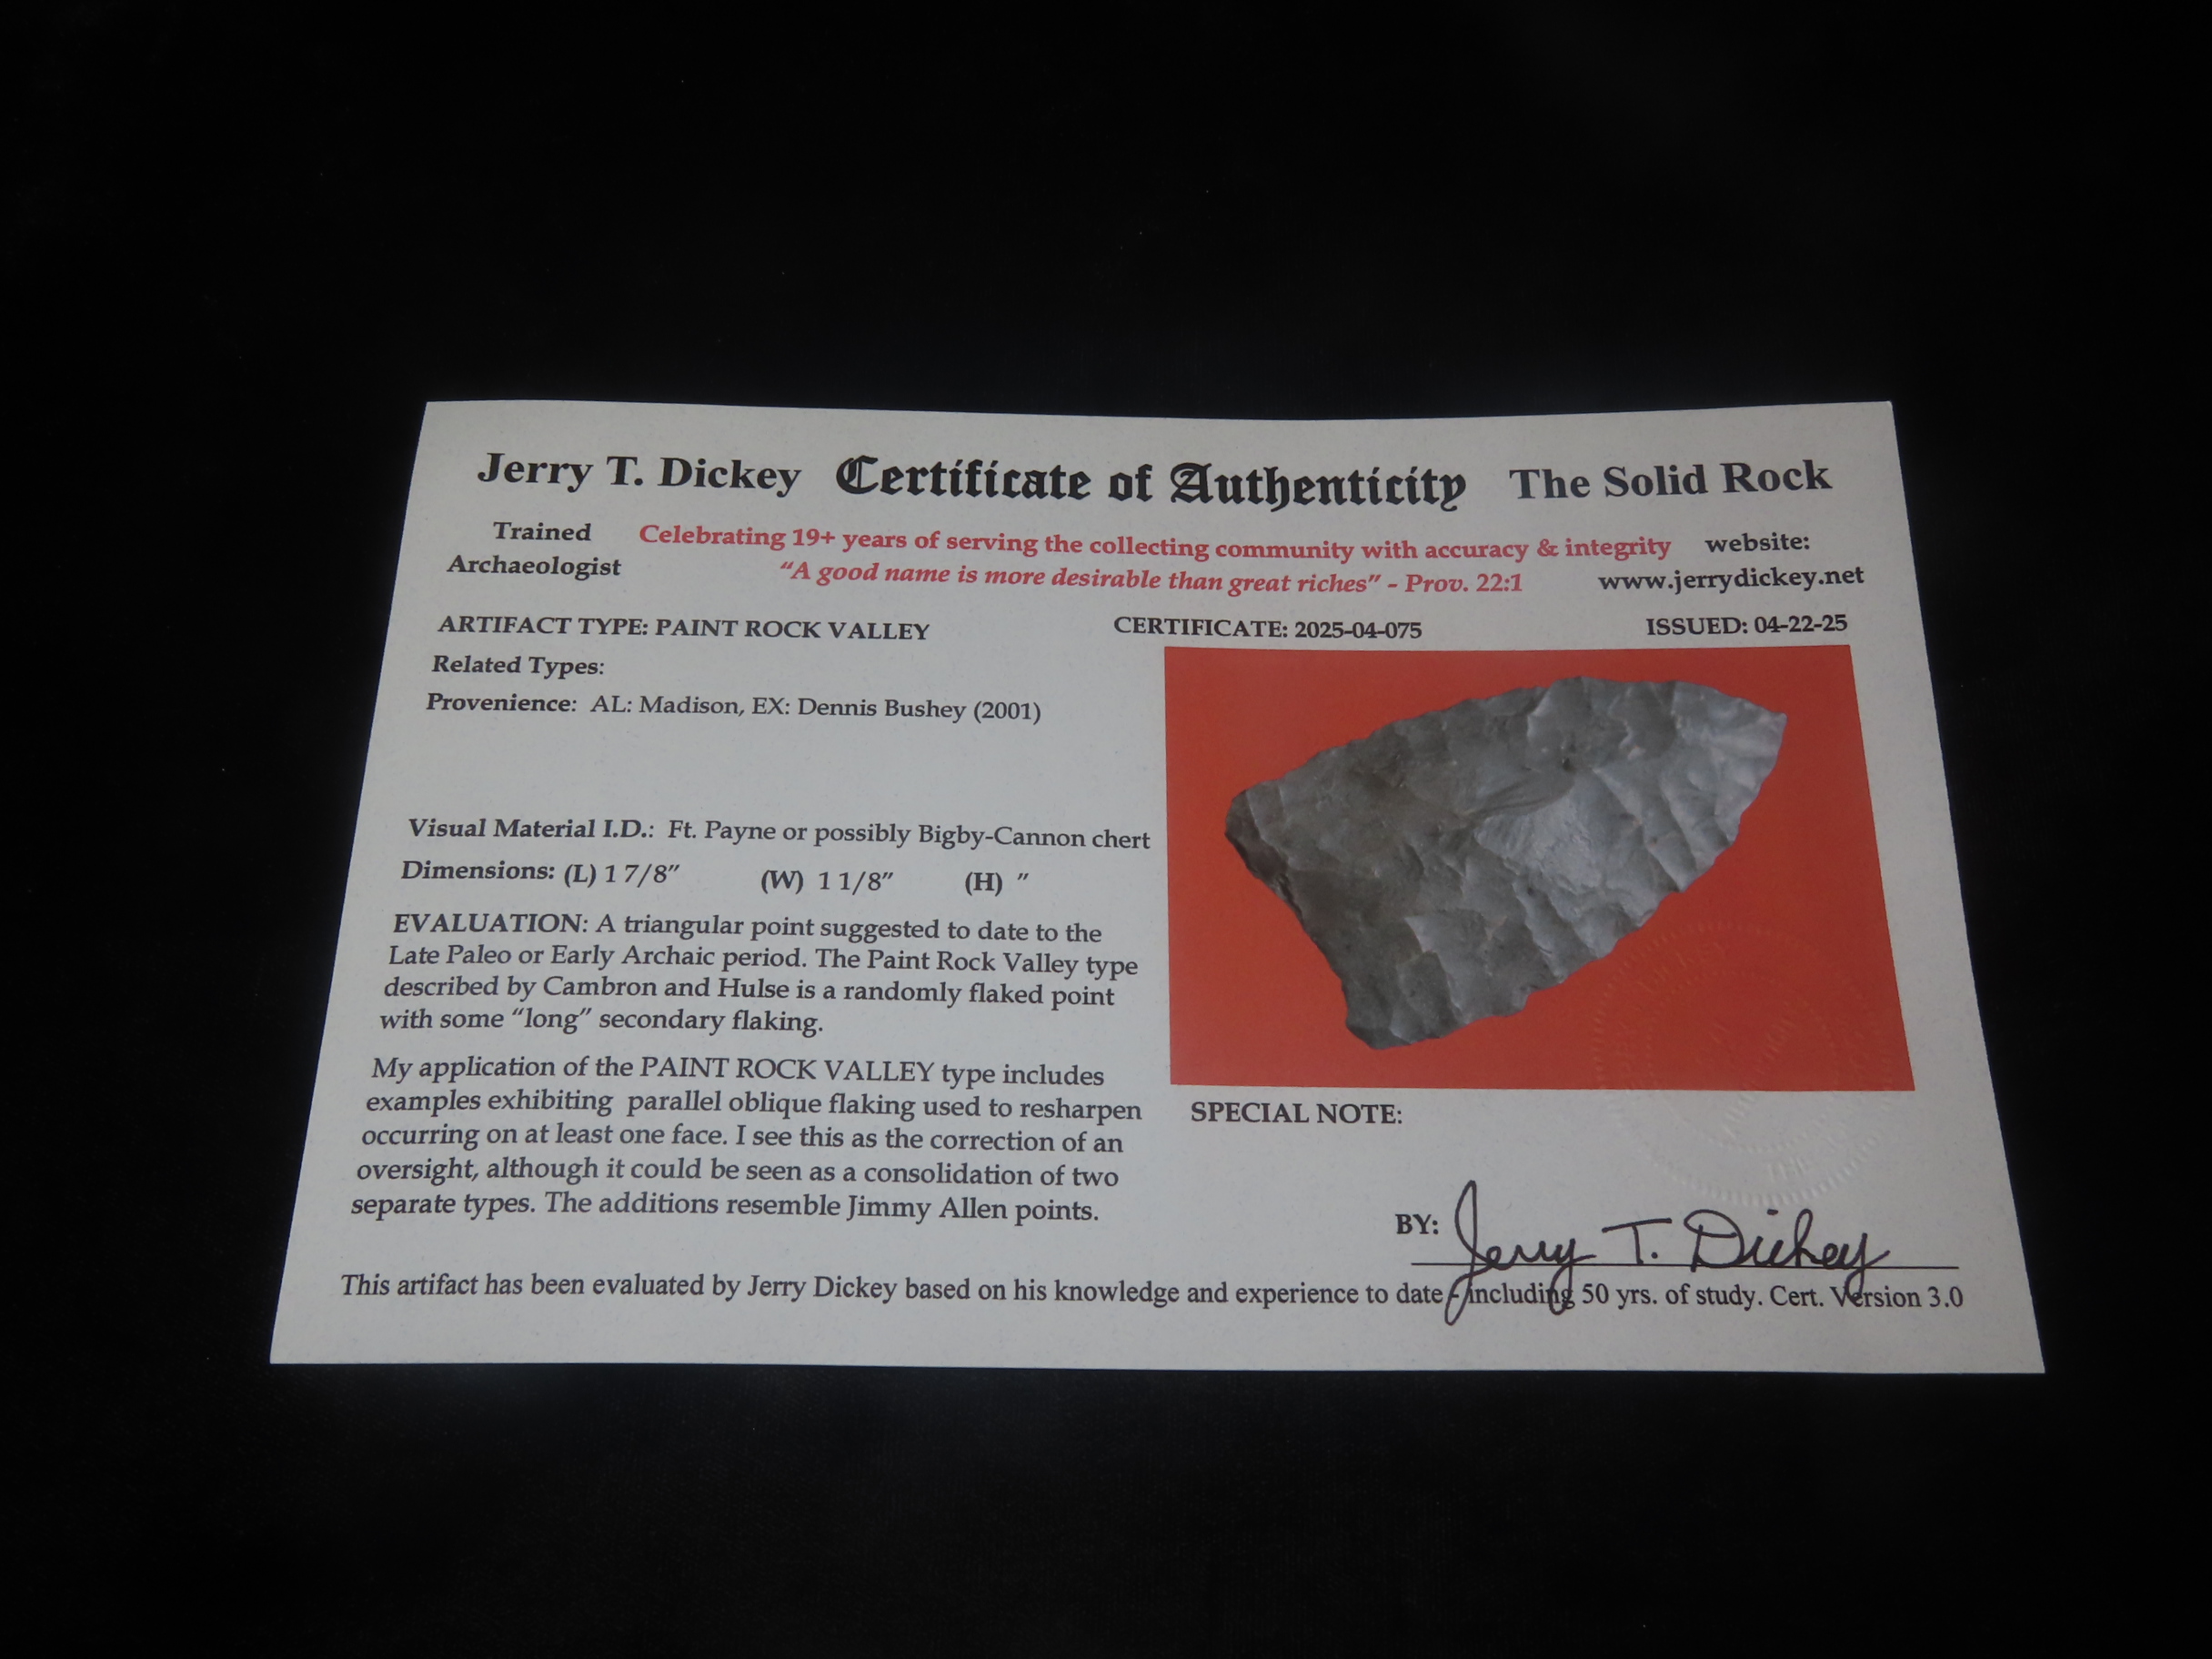 Jerry T. Dickey Certificate of Authenticity The Solid Rock
Trained Archaeologist
Celebrating 19+ years of serving the collecting community with accuracy & integrity
"A good name is more desirable than great riches" - Prov. 22:1
website:
www.jerrydickey.net
ARTIFACT TYPE: PAINT ROCK VALLEY CERTIFICATE: 2025-04-075 ISSUED: 04-22-25
Related Types:
Provenience: AL: Madison, EX: Dennis Bushey (2001)
Visual Material I.D.: Ft. Payne or possibly Bigby-Cannon chert
Dimensions: (L) 1 7/8" (W) 1 1/8" (H) "
EVALUATION: A triangular point suggested to date to the
Late Paleo or Early Archaic period. The Paint Rock Valley type
described by Cambron and Hulse is a randomly flaked point
with some "long" secondary flaking.
My application of the PAINT ROCK VALLEY type includes
examples exhibiting parallel oblique flaking used to resharpen
occurring on at least one face. I see this as the correction of an
oversight, although it could be seen as a consolidation of two
separate types. The additions resemble Jimmy Allen points.
SPECIAL NOTE:
BY: Jerry T. Dickey
This artifact has been evaluated by Jerry Dickey based on his knowledge and experience to date - including 50 yrs. of study. Cert. Version 3.0